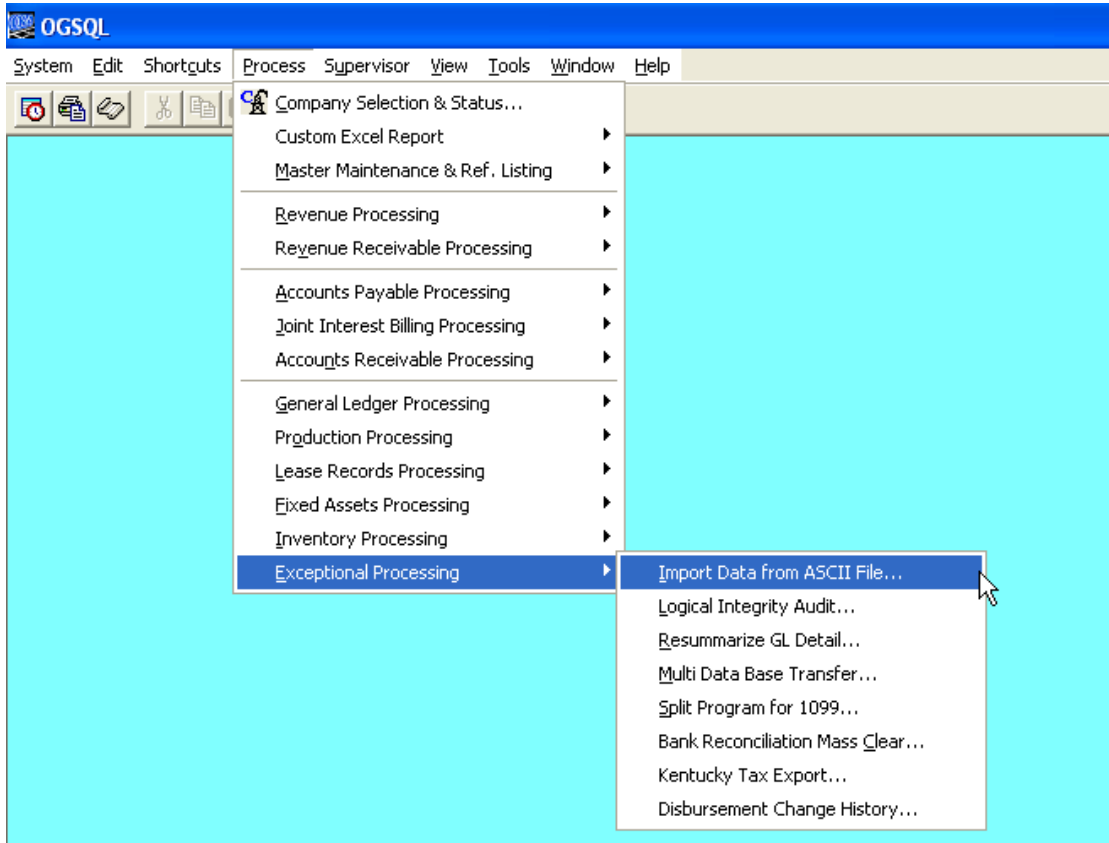 OGSQL
System Edit Shortcuts Process Supervisor View Tools Window Help
Company Selection & Status...
Custom Excel Report
Master Maintenance & Ref. Listing
Revenue Processing
Revenue Receivable Processing
Accounts Payable Processing
Joint Interest Billing Processing
Accounts Receivable Processing
General Ledger Processing
Production Processing
Lease Records Processing
Fixed Assets Processing
Inventory Processing
Exceptional Processing
Import Data from ASCII File...
Logical Integrity Audit...
Resummarize GL Detail...
Multi Data Base Transfer...
Split Program for 1099...
Bank Reconciliation Mass Clear...
Kentucky Tax Export...
Disbursement Change History...